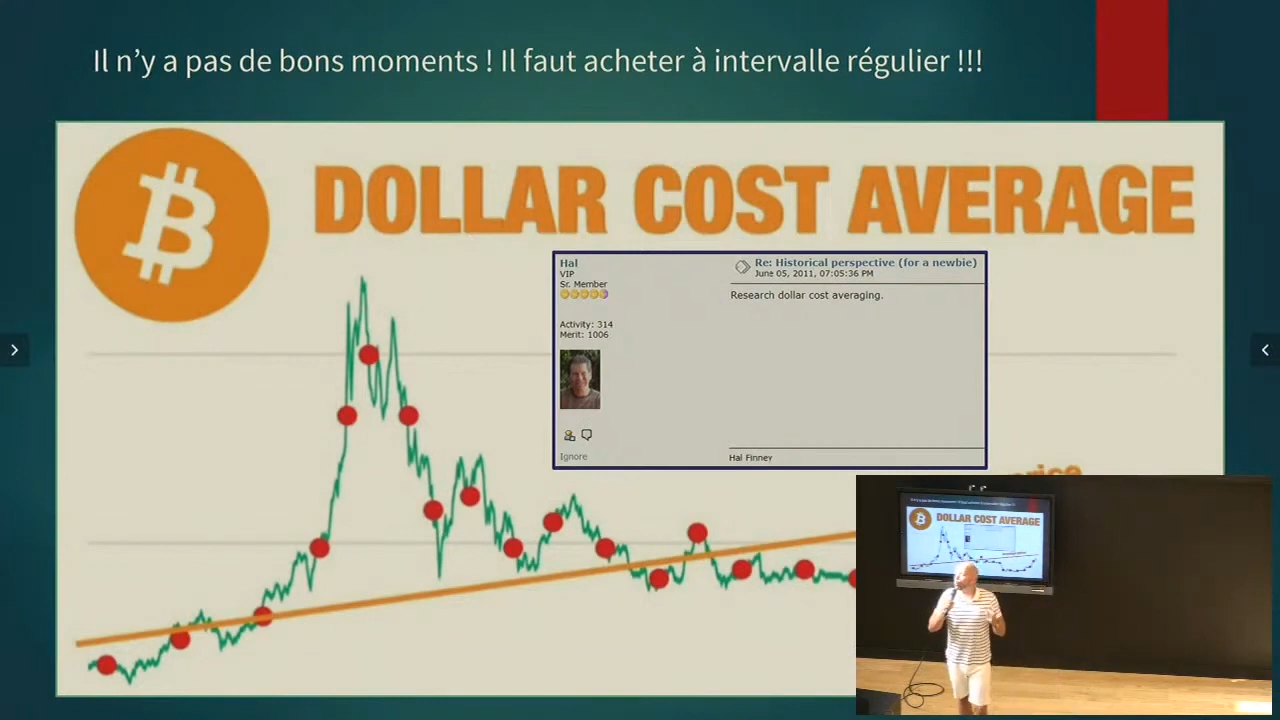 Il n’y a pas de bons moments ! Il faut acheter à intervalle régulier !!!
DOLLAR COST AVERAGE
Hal
VIP
Sr. Member
Activity: 314
Merit: 1006
Ignore
Re: Historical perspective (for a newbie)
June 05, 2011, 07:05:36 PM
Research dollar cost averaging.
Hal Finney
price
DOLLAR COST AVERAGE